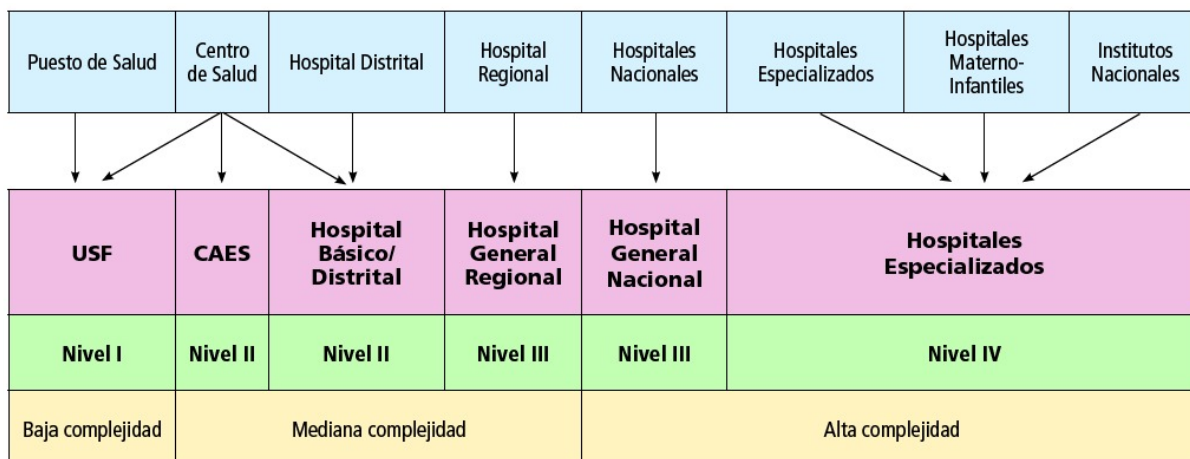 Puesto de Salud
Centro
de Salud
Hospital Distrital
Hospital
Regional
Hospitales
Nacionales
Hospitales
Especializados
Hospitales
Materno-
Infantiles
Institutos
Nacionales
USF
CAES
Hospital
Básico/
Distrital
Hospital
General
Regional
Hospital
General
Nacional
Hospitales
Especializados
Nivel I
Nivel II
Nivel II
Nivel III
Nivel III
Nivel IV
Baja complejidad
Mediana complejidad
Alta complejidad